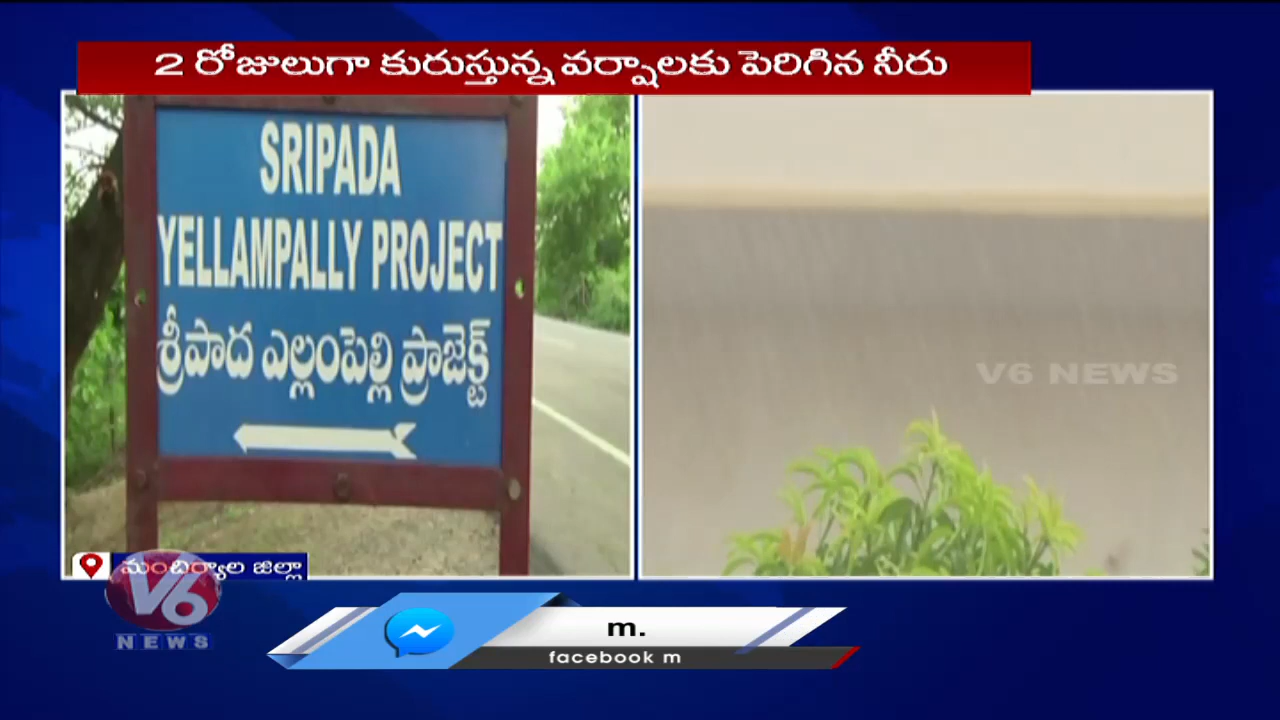 2 రోజులుగా కురుస్తున్న వర్షాలకు పెరిగిన నీరు
SRIPADA
YELLAMPALLY PROJECT
శ్రీపాద ఎల్లంపెల్లి ప్రాజెక్ట్
V6 NEWS
మంచిర్యాల జిల్లా
V6
NEWS
m.
facebook m